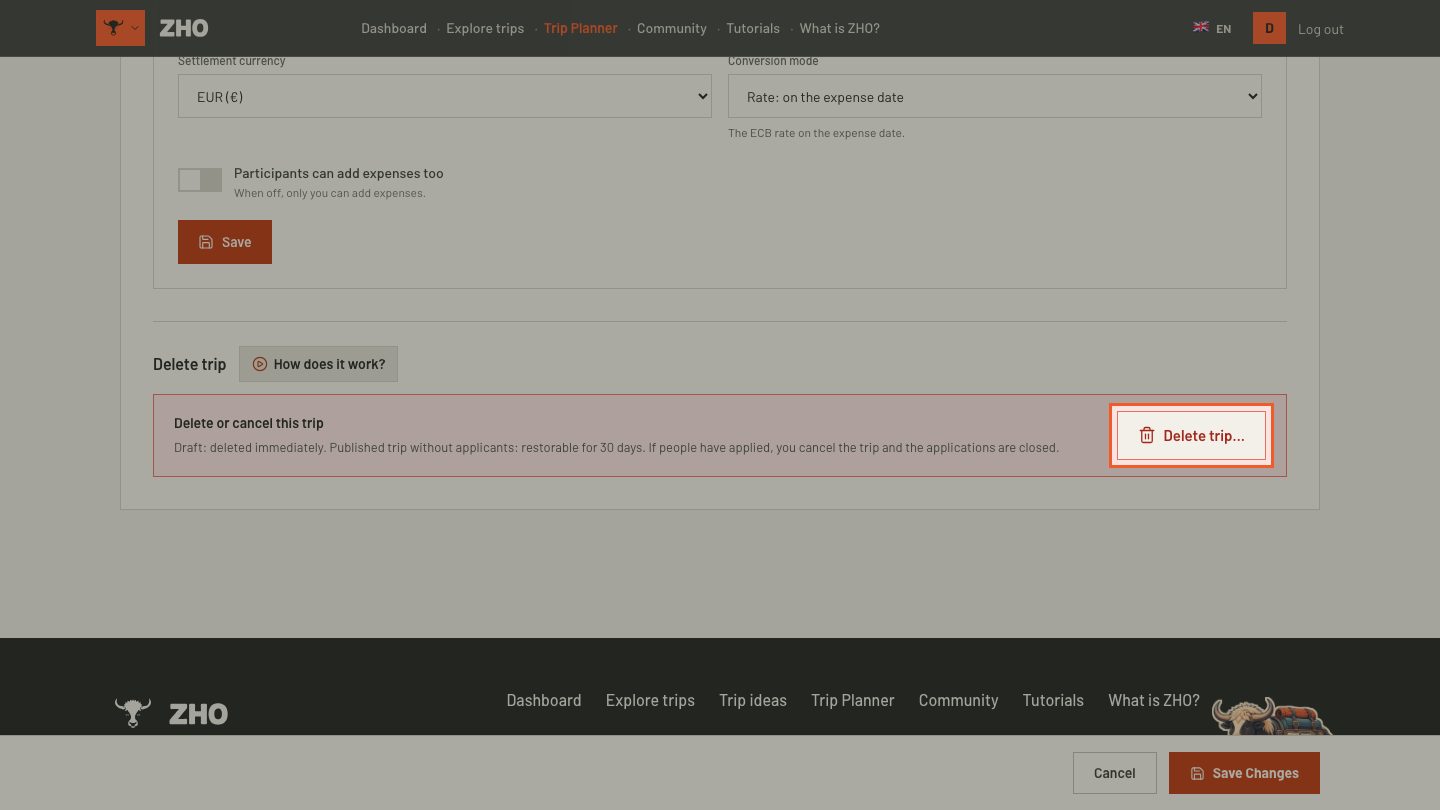 ZHO
Dashboard · Explore trips · Trip Planner · Community · Tutorials · What is ZHO?
EN
D
Log out
Settlement currency
Conversion mode
EUR (€)
Rate: on the expense date
The ECB rate on the expense date.
Participants can add expenses too
When off, only you can add expenses.
Save
Delete trip
How does it work?
Delete or cancel this trip
Draft: deleted immediately. Published trip without applicants: restorable for 30 days. If people have applied, you cancel the trip and the applications are closed.
Delete trip...
ZHO
Dashboard Explore trips Trip ideas Trip Planner Community Tutorials What is ZHO?
Cancel
Save Changes